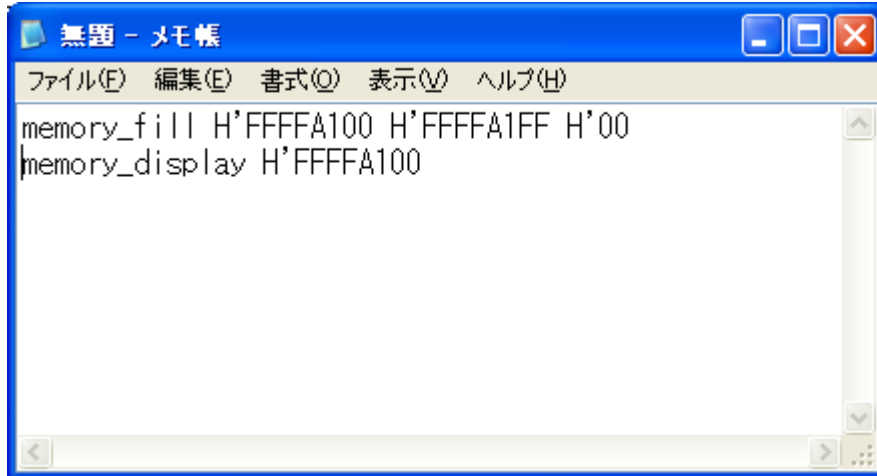 無題 - メモ帳
ファイル(F) 編集(E) 書式(O) 表示(V) ヘルプ(H)
memory_fill H'FFFFA100 H'FFFFA1FF H'00
memory_display H'FFFFA100